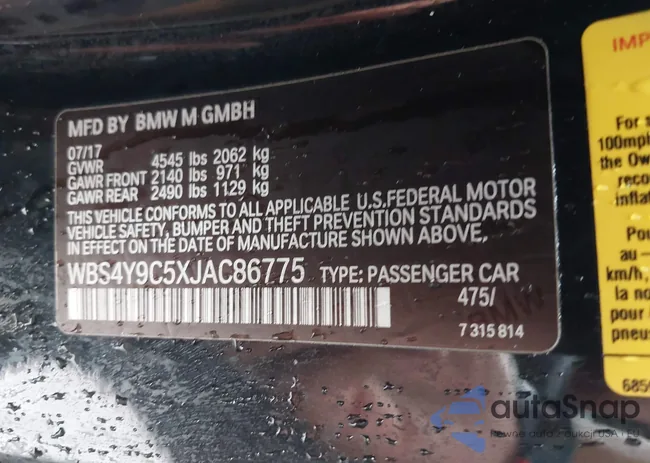 MFD BY BMW M GMBH
07/17
GVWR 4545 lbs 2062 kg
GAWR FRONT 2140 lbs 971 kg
GAWR REAR 2490 lbs 1129 kg
THIS VEHICLE CONFORMS TO ALL APPLICABLE U.S.FEDERAL MOTOR
VEHICLE SAFETY, BUMPER AND THEFT PREVENTION STANDARDS
IN EFFECT ON THE DATE OF MANUFACTURE SHOWN ABOVE.
WBS4Y9C5XJAC86775 TYPE: PASSENGER CAR
475/
7 315 814
IMP
For s
100mph
the Ow
reco
inflat
Pou
au —
km/h,
la no
pour
pneus
685
autaSnap